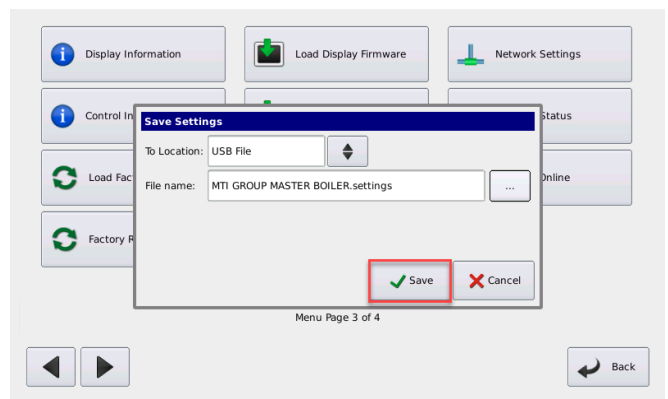 Display Information
Load Display Firmware
Network Settings
Control In
Status
Save Settings
To Location: USB File
Load Fac
Online
File name: MTI GROUP MASTER BOILER.settings ...
Factory R
Save Cancel
Menu Page 3 of 4
Back